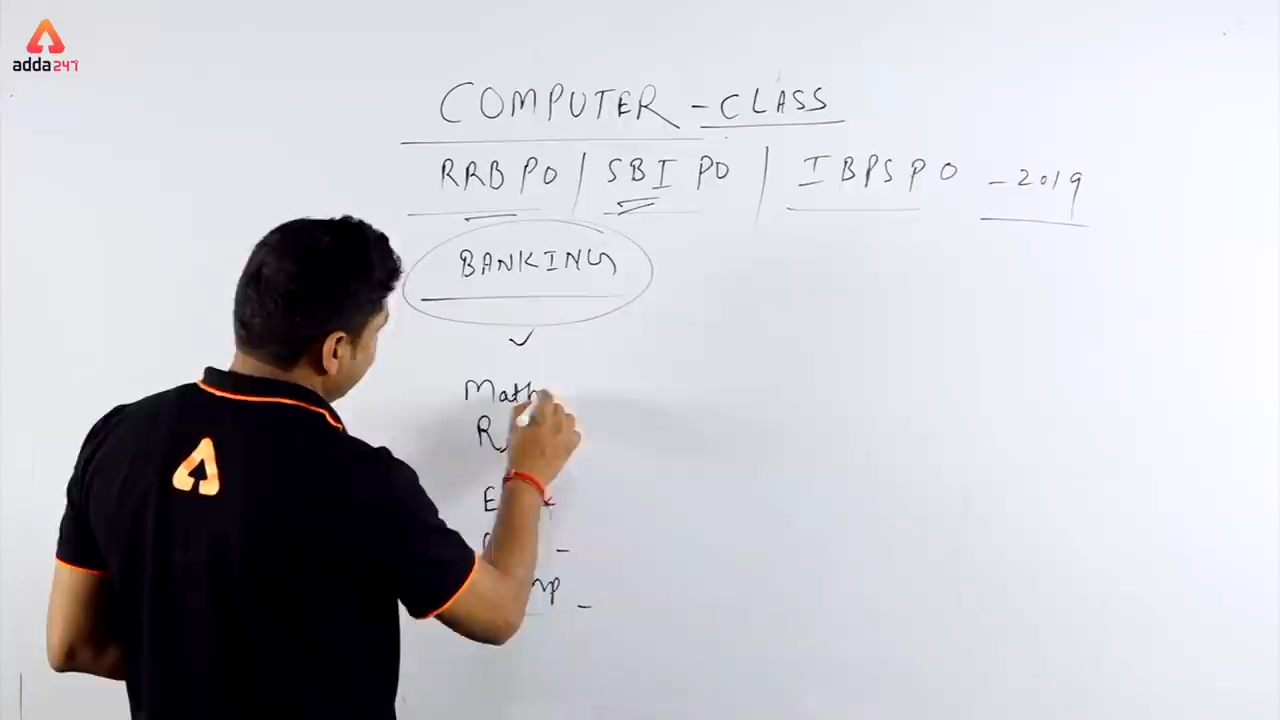 adda247
COMPUTER - CLASS
RRB PO / SBI PO / IBPS PO - 2019
BANKING
Math